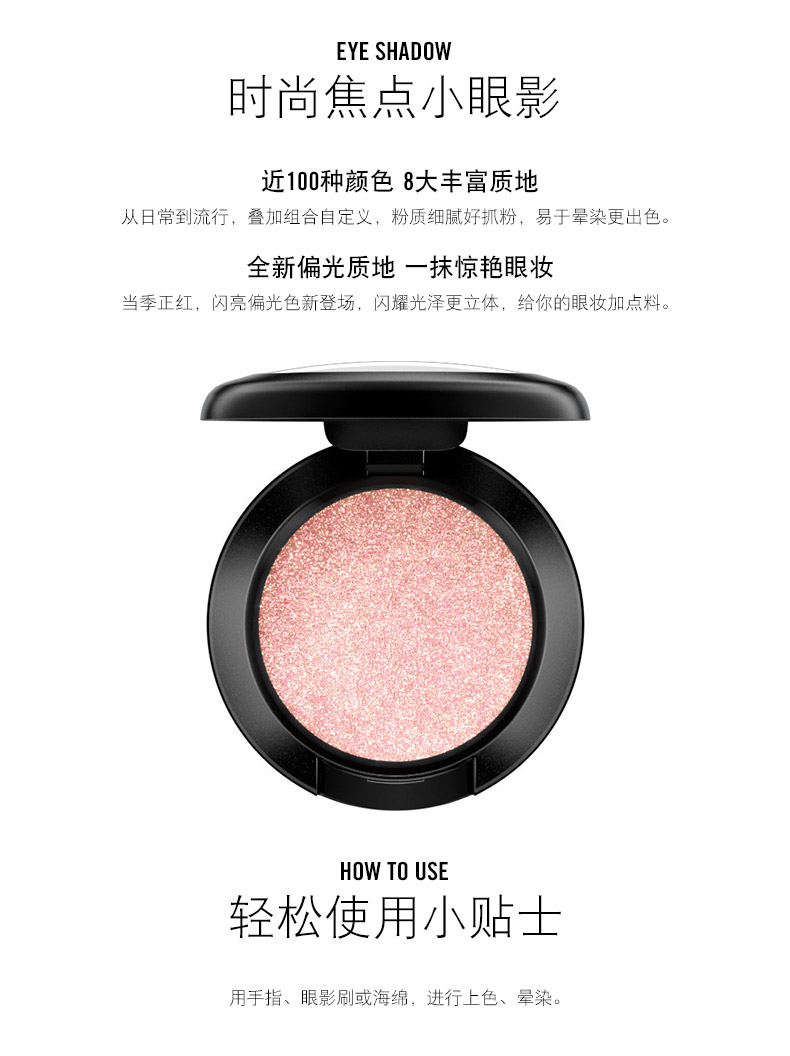 EYE SHADOW
时尚焦点小眼影
近100种颜色 8大丰富质地
从日常到流行，叠加组合自定义，粉质细腻好抓粉，易于晕染更出色。
全新偏光质地 一抹惊艳眼妆
当季正红，闪亮偏光色新登场，闪耀光泽更立体，给你的眼妆加点料。
HOW TO USE
轻松使用小贴士
用手指、眼影刷或海绵，进行上色、晕染。